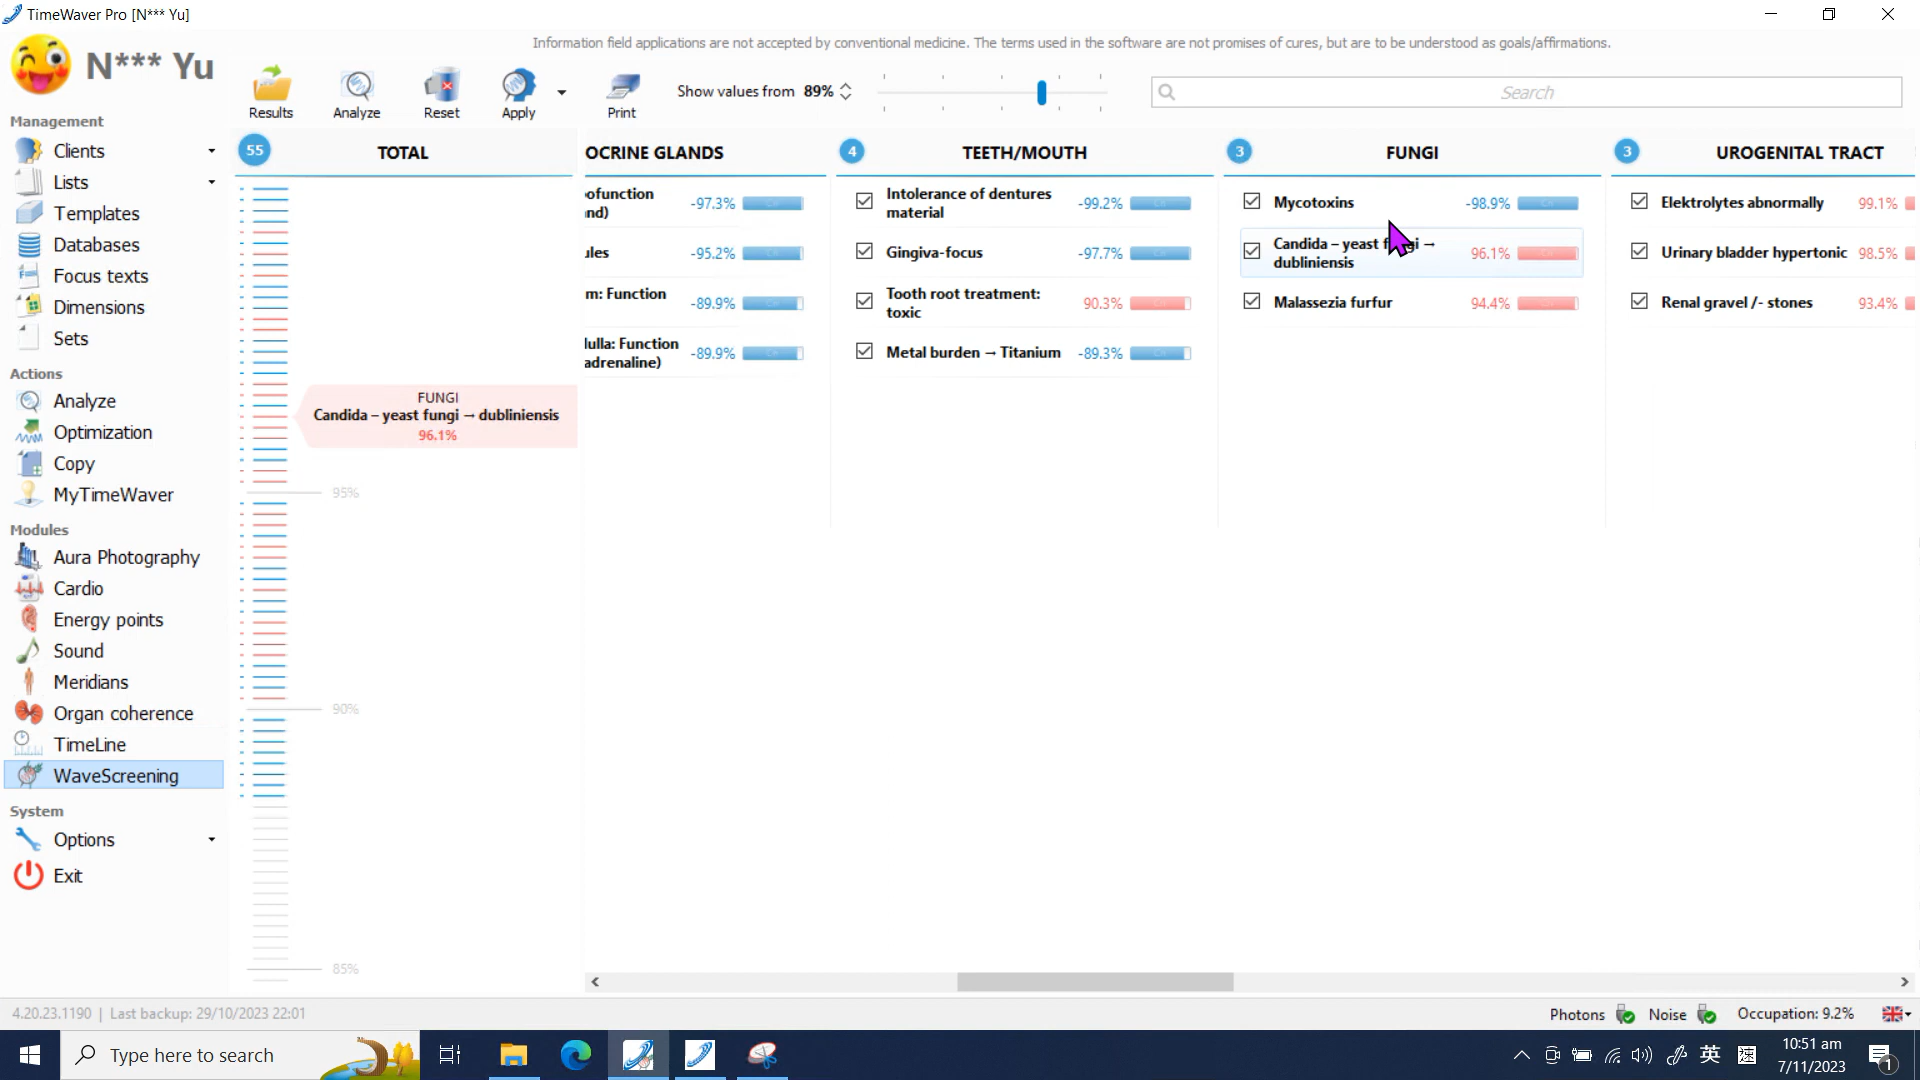 TimeWaver Pro [N*** Yu]
N*** Yu
Information field applications are not accepted by conventional medicine. The terms used in the software are not promises of cures, but are to be understood as goals/affirmations.
Results
Analyze
Reset
Apply
Print
Show values from 89%
Search
Management
Clients
Lists
Templates
Databases
Focus texts
Dimensions
Sets
Actions
Analyze
Optimization
Copy
MyTimeWaver
Modules
Aura Photography
Cardio
Energy points
Sound
Meridians
Organ coherence
TimeLine
WaveScreening
System
Options
Exit
55 TOTAL
FUNGI
Candida – yeast fungi → dubliniensis
96.1%
95%
90%
85%
OCRINE GLANDS
ofunction
nd) -97.3%
ules -95.2%
m: Function -89.9%
lulla: Function
adrenaline) -89.9%
4 TEETH/MOUTH
Intolerance of dentures
material -99.2%
Gingiva-focus -97.7%
Tooth root treatment:
toxic 90.3%
Metal burden → Titanium -89.3%
3 FUNGI
Mycotoxins -98.9%
Candida – yeast fungi →
dubliniensis 96.1%
Malassezia furfur 94.4%
3 UROGENITAL TRACT
Elektrolytes abnormally 99.1%
Urinary bladder hypertonic 98.5%
Renal gravel /- stones 93.4%
4.20.23.1190 | Last backup: 29/10/2023 22:01
Photons Noise Occupation: 9.2%
Type here to search
英
10:51 am
7/11/2023
1